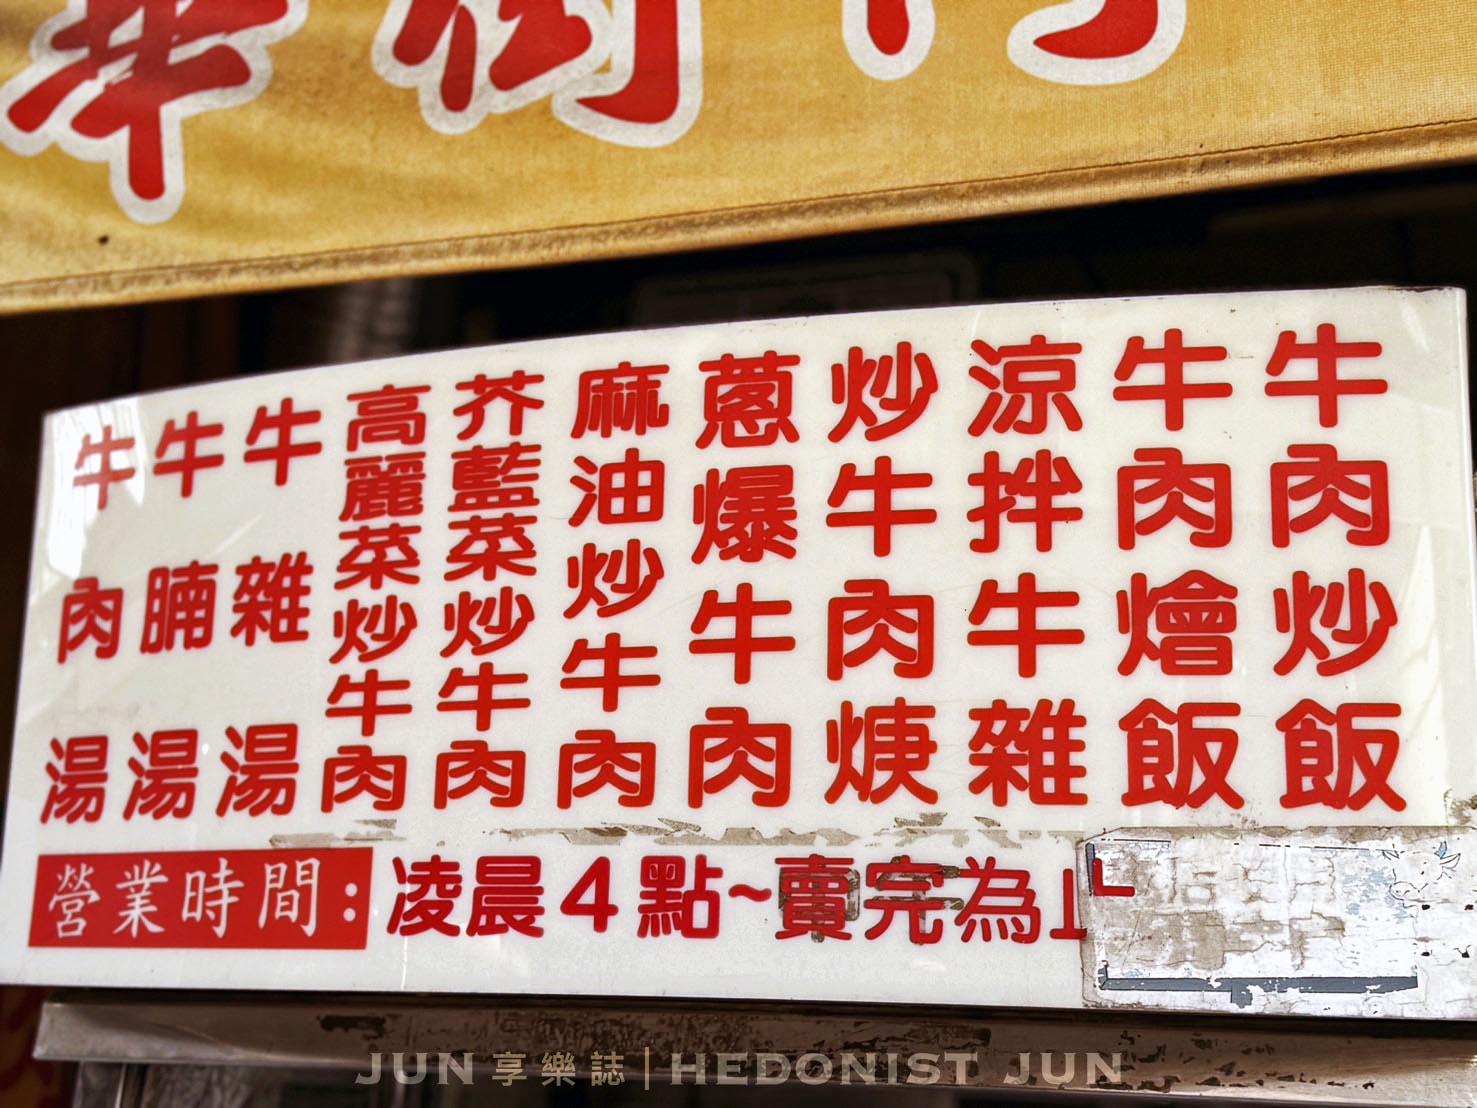 牛肉炒飯
牛肉燴飯
涼拌牛雜
炒牛肉焿
蔥爆牛肉
麻油炒牛肉
芥藍菜炒牛肉
高麗菜炒牛肉
牛雜湯
牛腩湯
牛肉湯
營業時間:凌晨4點~賣完為止
JUN享樂誌|HEDONIST JUN